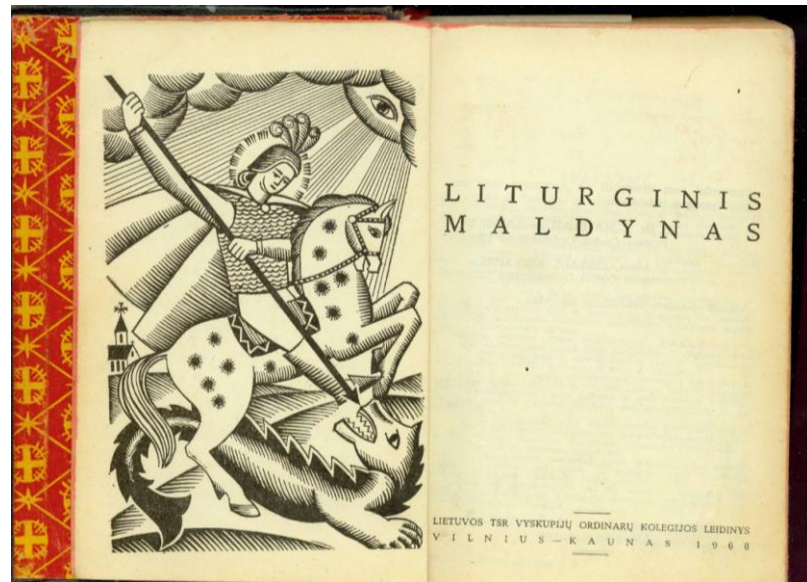 LITURGINIS
MALDYNAS
LIETUVOS TSR VYSKUPIJŲ ORDINARŲ KOLEGIJOS LEIDINYS
VILNIUS—KAUNAS 1968